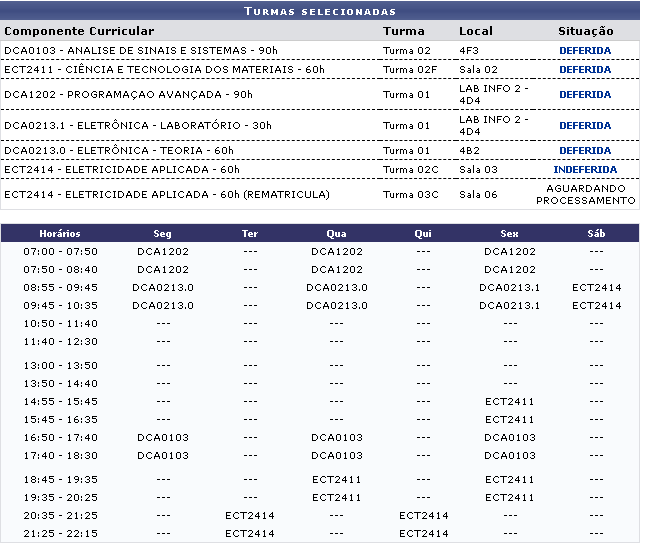 TURMAS SELECIONADAS
Componente Curricular Turma Local Situação
DCA0103 - ANALISE DE SINAIS E SISTEMAS - 90h Turma 02 4F3 DEFERIDA
ECT2411 - CIÊNCIA E TECNOLOGIA DOS MATERIAIS - 60h Turma 02F Sala 02 DEFERIDA
DCA1202 - PROGRAMAÇAO AVANÇADA - 90h Turma 01 LAB INFO 2 - 4D4 DEFERIDA
DCA0213.1 - ELETRÔNICA - LABORATÓRIO - 30h Turma 01 LAB INFO 2 - 4D4 DEFERIDA
DCA0213.0 - ELETRÔNICA - TEORIA - 60h Turma 01 4B2 DEFERIDA
ECT2414 - ELETRICIDADE APLICADA - 60h Turma 02C Sala 03 INDEFERIDA
ECT2414 - ELETRICIDADE APLICADA - 60h (REMATRICULA) Turma 03C Sala 06 AGUARDANDO PROCESSAMENTO
Horários Seg Ter Qua Qui Sex Sáb
07:00 - 07:50 DCA1202 --- DCA1202 --- DCA1202 ---
07:50 - 08:40 DCA1202 --- DCA1202 --- DCA1202 ---
08:55 - 09:45 DCA0213.0 --- DCA0213.0 --- DCA0213.1 ECT2414
09:45 - 10:35 DCA0213.0 --- DCA0213.0 --- DCA0213.1 ECT2414
10:50 - 11:40 --- --- --- --- --- ---
11:40 - 12:30 --- --- --- --- --- ---
13:00 - 13:50 --- --- --- --- --- ---
13:50 - 14:40 --- --- --- --- --- ---
14:55 - 15:45 --- --- --- --- ECT2411 ---
15:45 - 16:35 --- --- --- --- ECT2411 ---
16:50 - 17:40 DCA0103 --- DCA0103 --- DCA0103 ---
17:40 - 18:30 DCA0103 --- DCA0103 --- DCA0103 ---
18:45 - 19:35 --- --- ECT2411 --- ECT2411 ---
19:35 - 20:25 --- --- ECT2411 --- ECT2411 ---
20:35 - 21:25 --- ECT2414 --- ECT2414 --- ---
21:25 - 22:15 --- ECT2414 --- ECT2414 --- ---